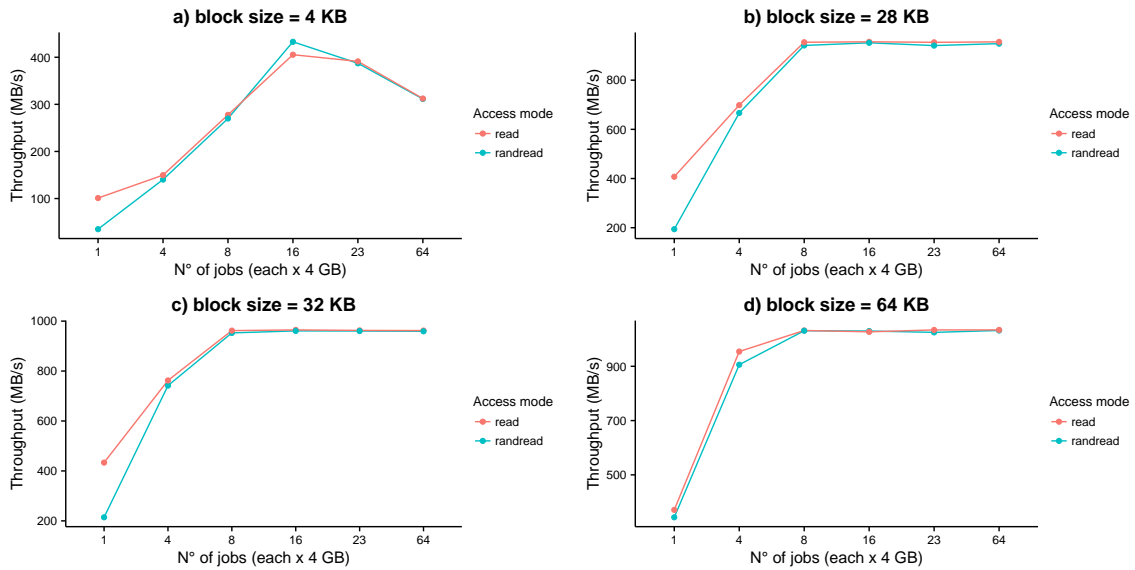 a) block size = 4 KB
400
300
200
100
Throughput (MB/s)
1 4 8 16 23 64
N° of jobs (each x 4 GB)
Access mode
read
randread
b) block size = 28 KB
800
600
400
200
Throughput (MB/s)
1 4 8 16 23 64
N° of jobs (each x 4 GB)
Access mode
read
randread
c) block size = 32 KB
1000
800
600
400
200
Throughput (MB/s)
1 4 8 16 23 64
N° of jobs (each x 4 GB)
Access mode
read
randread
d) block size = 64 KB
900
700
500
Throughput (MB/s)
1 4 8 16 23 64
N° of jobs (each x 4 GB)
Access mode
read
randread